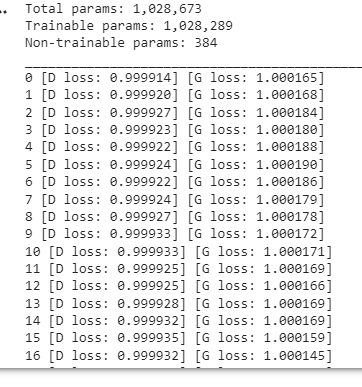 Total params: 1,028,673
Trainable params: 1,028,289
Non-trainable params: 384
0 [D loss: 0.999914] [G loss: 1.000165]
1 [D loss: 0.999920] [G loss: 1.000168]
2 [D loss: 0.999927] [G loss: 1.000184]
3 [D loss: 0.999923] [G loss: 1.000180]
4 [D loss: 0.999922] [G loss: 1.000188]
5 [D loss: 0.999924] [G loss: 1.000190]
6 [D loss: 0.999922] [G loss: 1.000186]
7 [D loss: 0.999924] [G loss: 1.000179]
8 [D loss: 0.999927] [G loss: 1.000178]
9 [D loss: 0.999933] [G loss: 1.000172]
10 [D loss: 0.999933] [G loss: 1.000171]
11 [D loss: 0.999925] [G loss: 1.000169]
12 [D loss: 0.999925] [G loss: 1.000166]
13 [D loss: 0.999928] [G loss: 1.000169]
14 [D loss: 0.999932] [G loss: 1.000169]
15 [D loss: 0.999935] [G loss: 1.000159]
16 [D loss: 0.999932] [G loss: 1.000145]